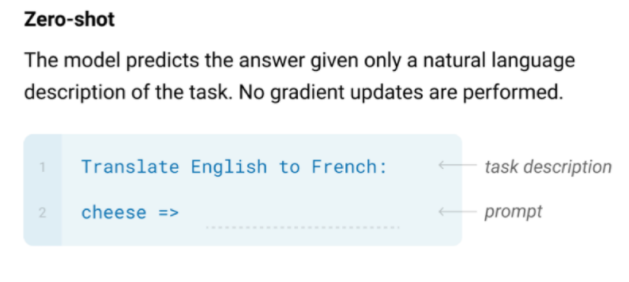 Zero-shot
The model predicts the answer given only a natural language
description of the task. No gradient updates are performed.
1 Translate English to French: task description
2 cheese => prompt